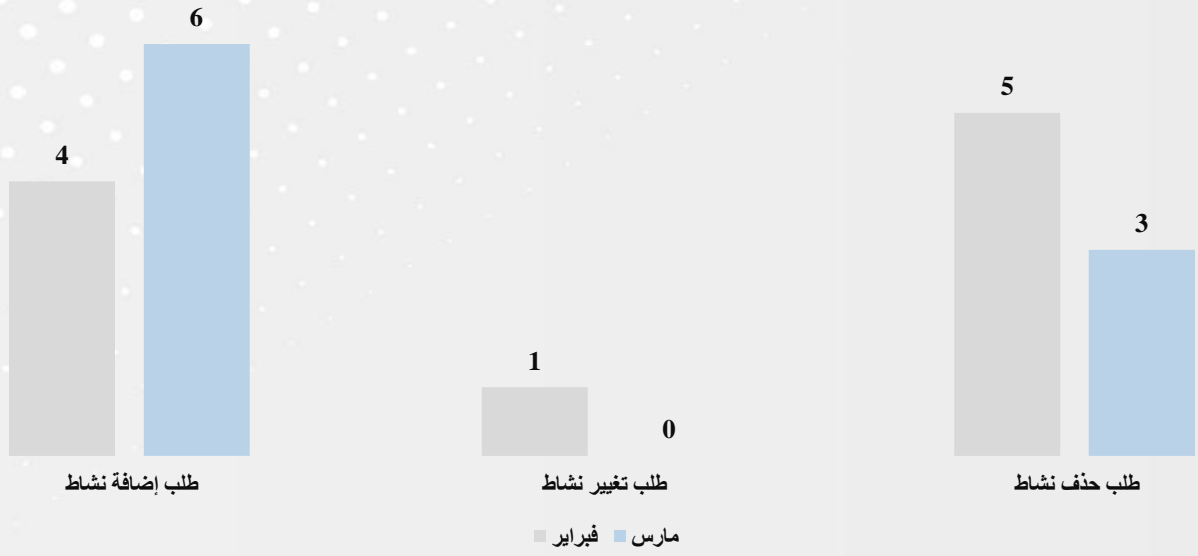 6
5
4
3
1
0
طلب إضافة نشاط
طلب تغيير نشاط
طلب حذف نشاط
فبراير
مارس